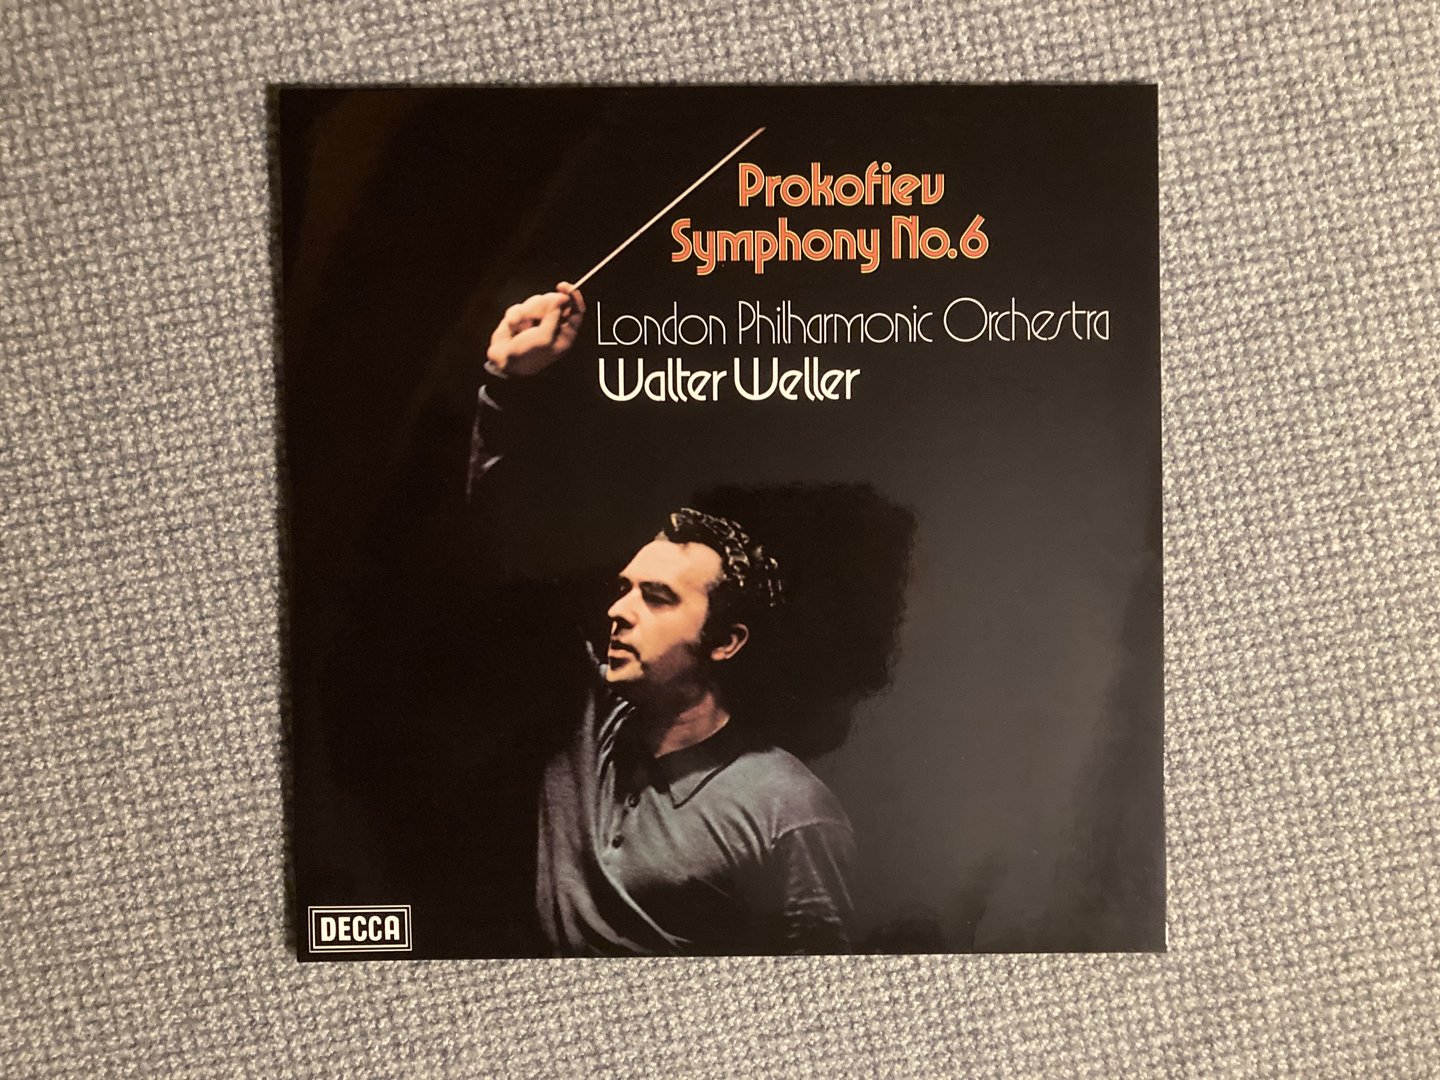 Prokofiev
Symphony No.6
London Philharmonic Orchestra
Walter Weller
DECCA